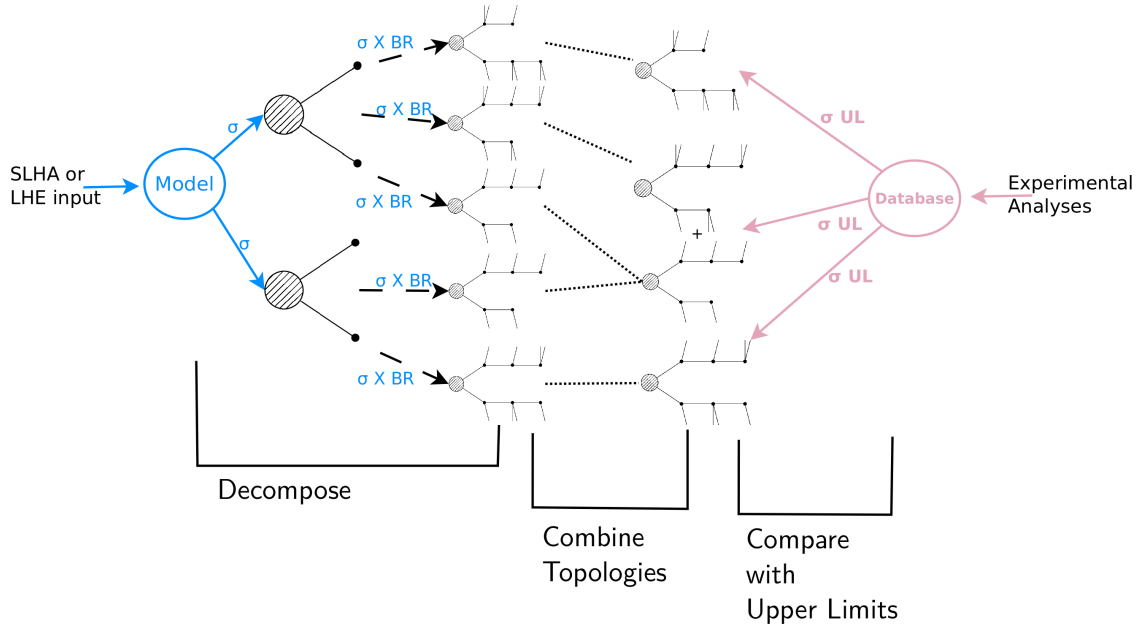 σ X BR
σ X BR
σ
σ UL
SLHA or
LHE input
Model
Database
Experimental
Analyses
σ X BR
σ UL
+
σ
σ X BR
σ UL
σ X BR
Decompose
Combine
Topologies
Compare
with
Upper Limits